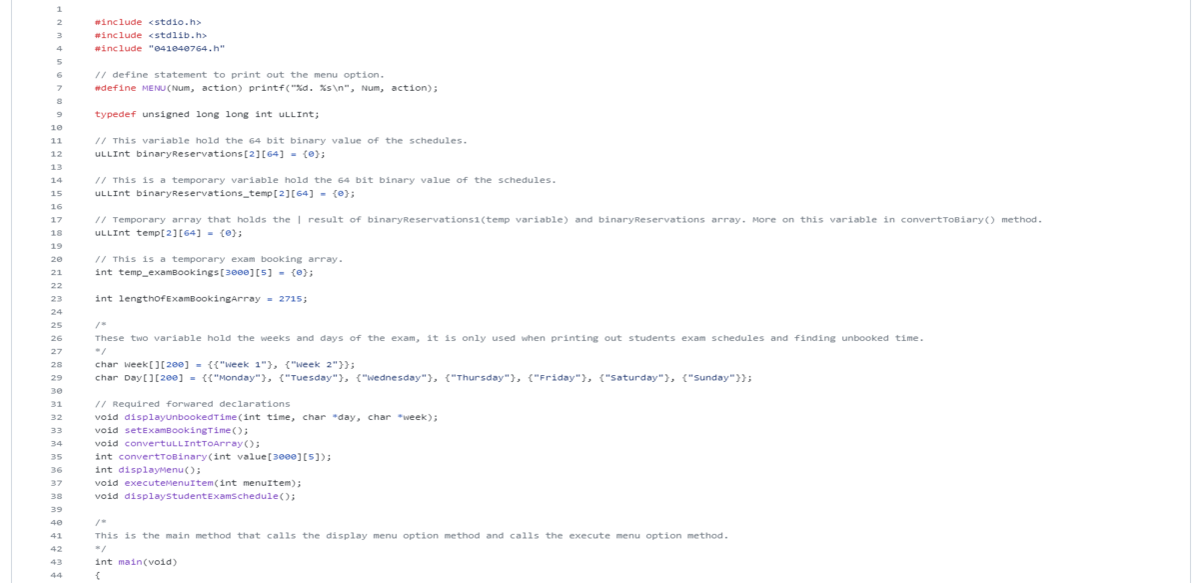 1
2 #include <stdio.h>
3 #include <stdlib.h>
4 #include "041040764.h"
5
6 // define statement to print out the menu option.
7 #define MENU(Num, action) printf("%d. %s\n", Num, action);
8
9 typedef unsigned long long int uLLInt;
10
11 // This variable hold the 64 bit binary value of the schedules.
12 uLLInt binaryReservations[2][64] = {0};
13
14 // This is a temporary variable hold the 64 bit binary value of the schedules.
15 uLLInt binaryReservations_temp[2][64] = {0};
16
17 // Temporary array that holds the | result of binaryReservations1(temp variable) and binaryReservations array. More on this variable in convertToBiary() method.
18 uLLInt temp[2][64] = {0};
19
20 // This is a temporary exam booking array.
21 int temp_examBookings[3000][5] = {0};
22
23 int lengthOfExamBookingArray = 2715;
24
25 /*
26 These two variable hold the weeks and days of the exam, it is only used when printing out students exam schedules and finding unbooked time.
27 */
28 char Week[][200] = {{"Week 1"}, {"Week 2"}};
29 char Day[][200] = {{"Monday"}, {"Tuesday"}, {"Wednesday"}, {"Thursday"}, {"Friday"}, {"Saturday"}, {"Sunday"}};
30
31 // Required forwared declarations
32 void displayUnbookedTime(int time, char *day, char *week);
33 void setExamBookingTime();
34 void convertuLLIntToArray();
35 int convertToBinary(int value[3000][5]);
36 int displayMenu();
37 void executeMenuItem(int menuItem);
38 void displayStudentExamSchedule();
39
40 /*
41 This is the main method that calls the display menu option method and calls the execute menu option method.
42 */
43 int main(void)
44 {